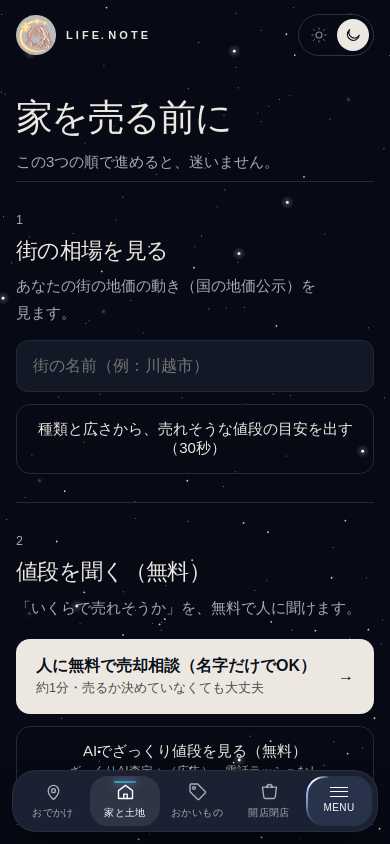 LIFE.NOTE
家を売る前に
この3つの順で進めると、迷いません。
1
街の相場を見る
あなたの街の地価の動き（国の地価公示）を
見ます。
街の名前（例：川越市）
種類と広さから、売れそうな値段の目安を出す
（30秒）
2
値段を聞く（無料）
「いくらで売れそうか」を、無料で人に聞けます。
人に無料で売却相談（名字だけでOK）
約1分・売るか決めていなくても大丈夫
→
AIでざっくり値段を見る（無料）
おでかけ
家と土地
おかいもの
開店閉店
MENU